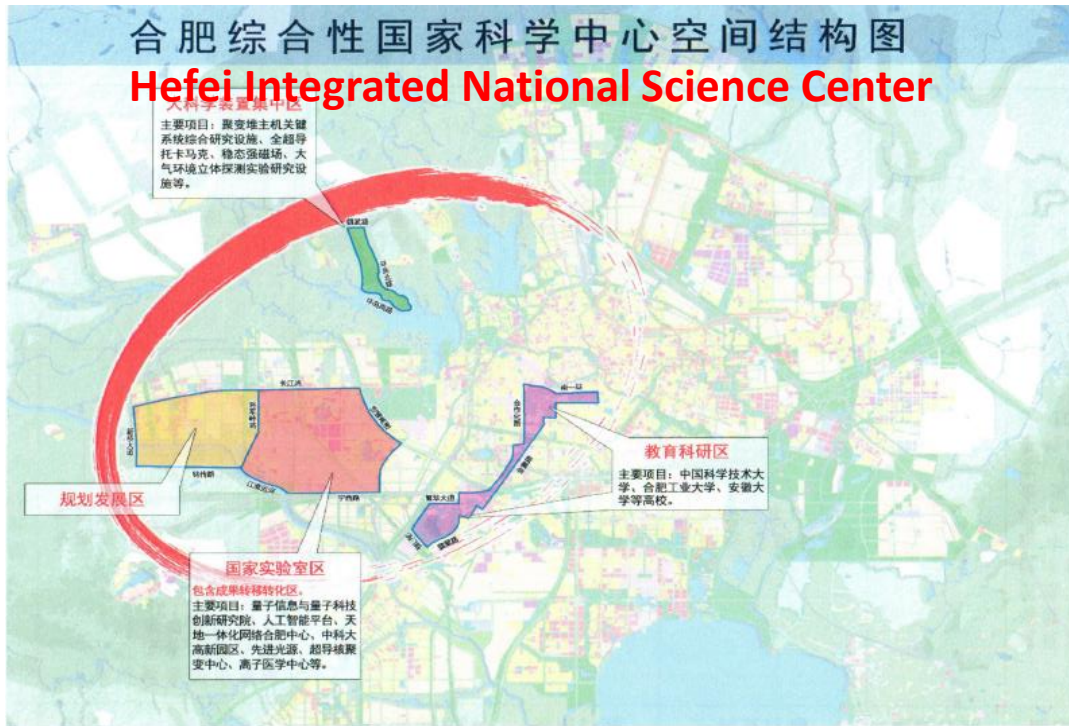 合肥综合性国家科学中心空间结构图
Hefei Integrated National Science Center
大科学装置集中区
主要项目：聚变堆主机关键
系统综合研究设施、全超导
托卡马克、稳态强磁场、大
气环境立体探测实验研究设
施等。
长江西
南一环
教育科研区
主要项目：中国科学技术大
学、合肥工业大学、安徽大
学等高校。
规划发展区
繁华大道
宁西路
国家实验室区
包含成果转移转化区。
主要项目：量子信息与量子科技
创新研究院、人工智能平台、天
地一体化网络合肥中心、中科大
高新园区、先进光源、超导核聚
变中心、离子医学中心等。